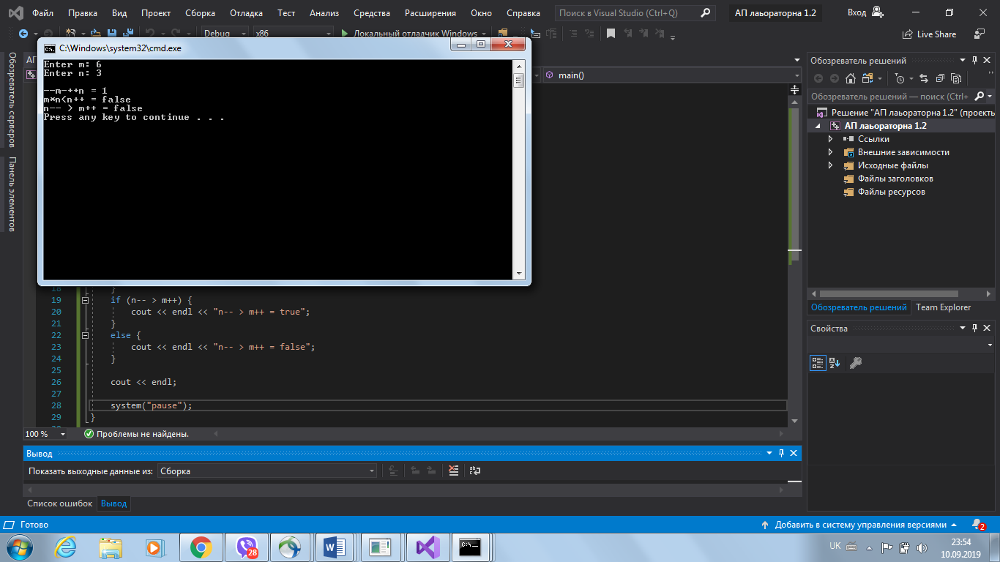 Файл Правка Вид Проект Сборка Отладка Тест Анализ Средства Расширения Окно Справка Поиск в Visual Studio (Ctrl+Q) АП лаьораторна 1.2 Вход
Debug x86 Локальный отладчик Windows Live Share
C:\Windows\system32\cmd.exe
Enter m: 6
Enter n: 3
--m-++n = 1
m*n<n++ = false
n-- > m++ = false
Press any key to continue . . .
Обозреватель серверов
Панель элементов
АП
main()
18 }
19 if (n-- > m++) {
20 cout << endl << "n-- > m++ = true";
21 }
22 else {
23 cout << endl << "n-- > m++ = false";
24 }
25
26 cout << endl;
27
28 system("pause");
29 }
100 % Проблемы не найдены.
Вывод
Показать выходные данные из: Сборка
Список ошибок Вывод
Обозреватель решений
Обозреватель решений — поиск (Ctrl+
Решение "АП лаьораторна 1.2" (проекть
АП лаьораторна 1.2
Ссылки
Внешние зависимости
Исходные файлы
Файлы заголовков
Файлы ресурсов
Обозреватель решений Team Explorer
Свойства
Готово Добавить в систему управления версиями 2
28
UK 23:54
10.09.2019